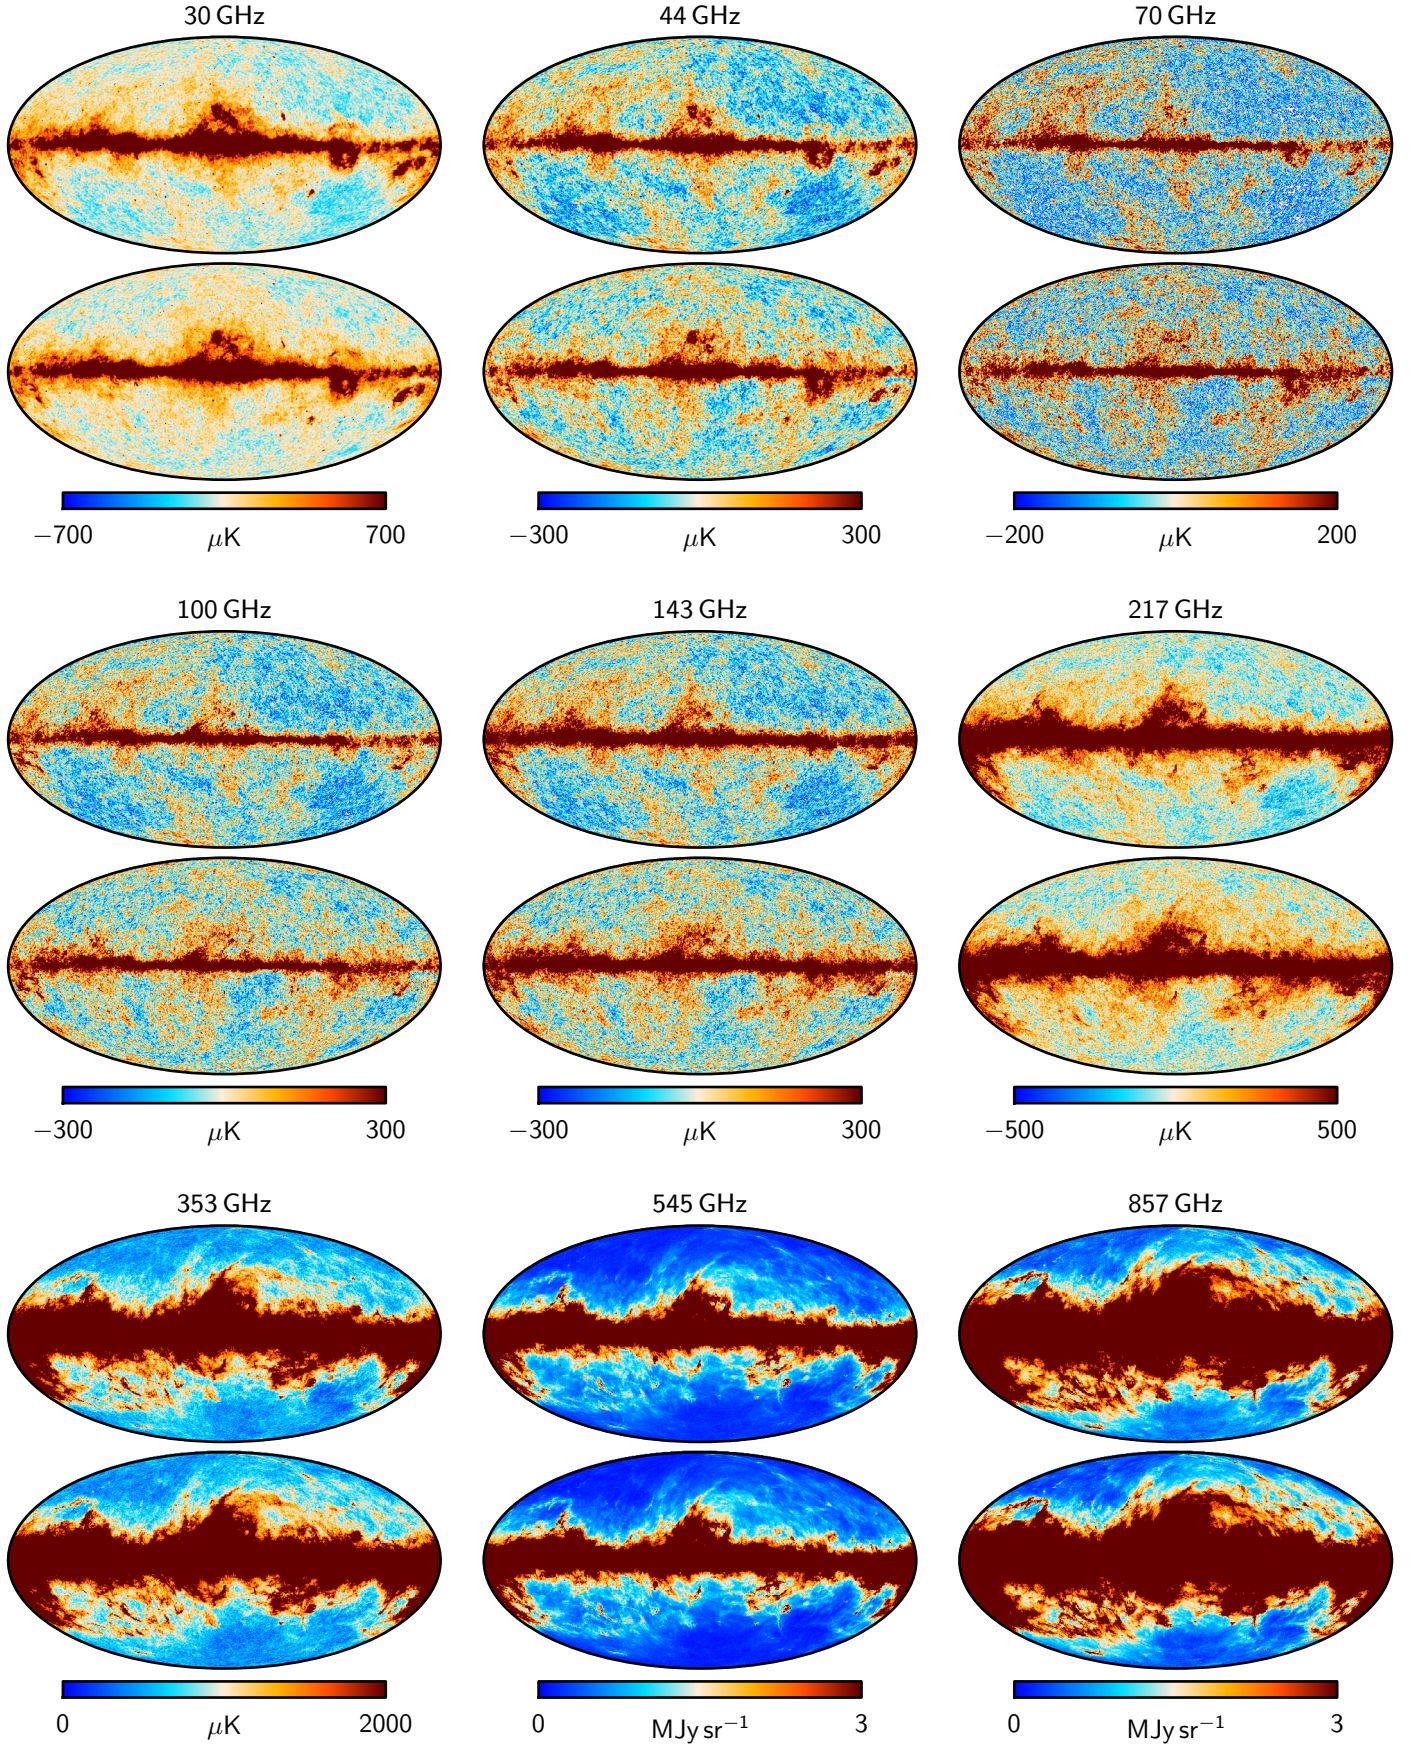 30 GHz 44 GHz 70 GHz
−700 μK 700 −300 μK 300 −200 μK 200
100 GHz 143 GHz 217 GHz
−300 μK 300 −300 μK 300 −500 μK 500
353 GHz 545 GHz 857 GHz
0 μK 2000 0 MJy sr⁻¹ 3 0 MJy sr⁻¹ 3